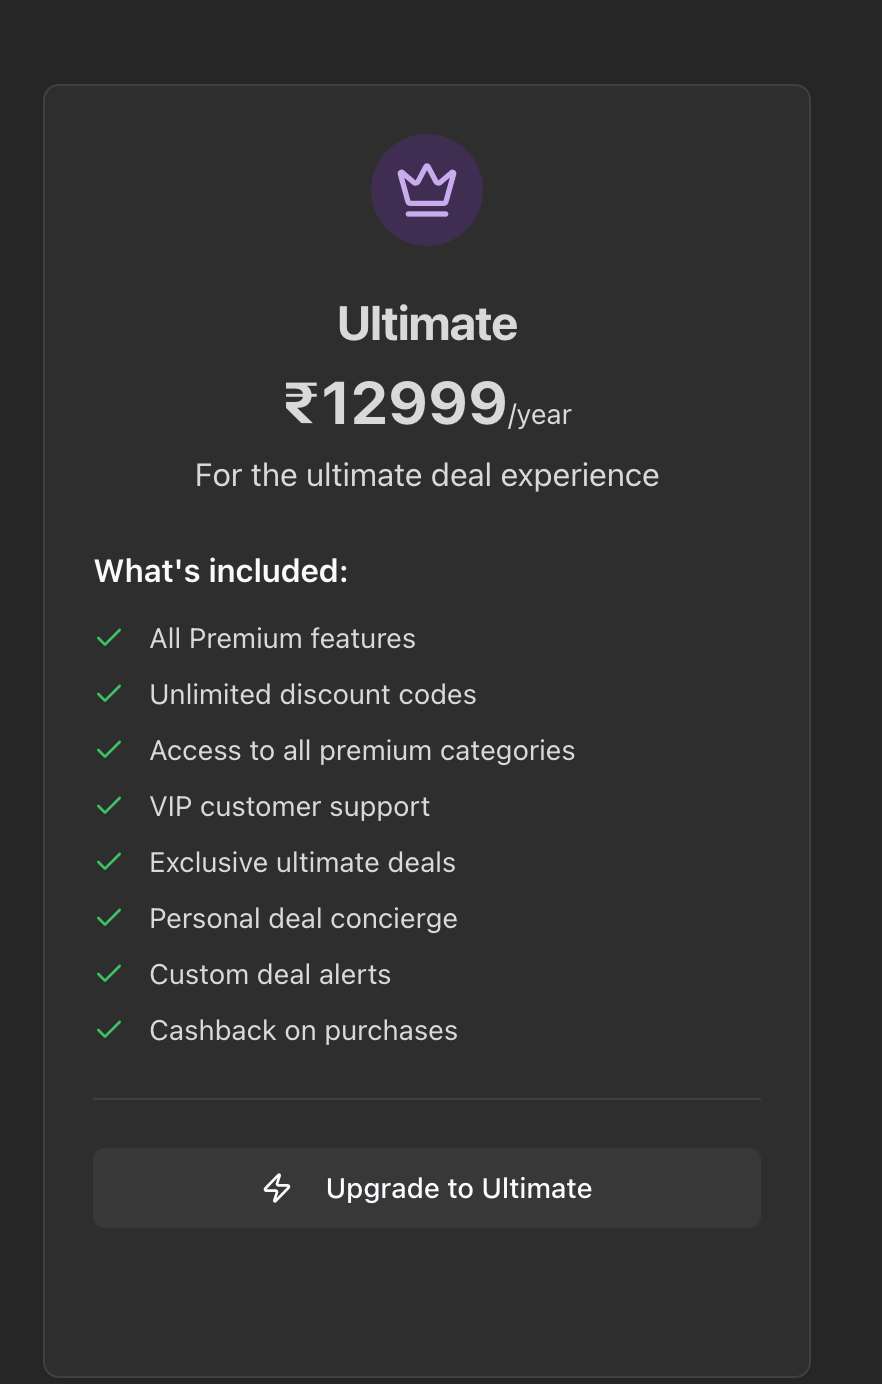 Ultimate
₹12999/year
For the ultimate deal experience
What's included:
All Premium features
Unlimited discount codes
Access to all premium categories
VIP customer support
Exclusive ultimate deals
Personal deal concierge
Custom deal alerts
Cashback on purchases
Upgrade to Ultimate